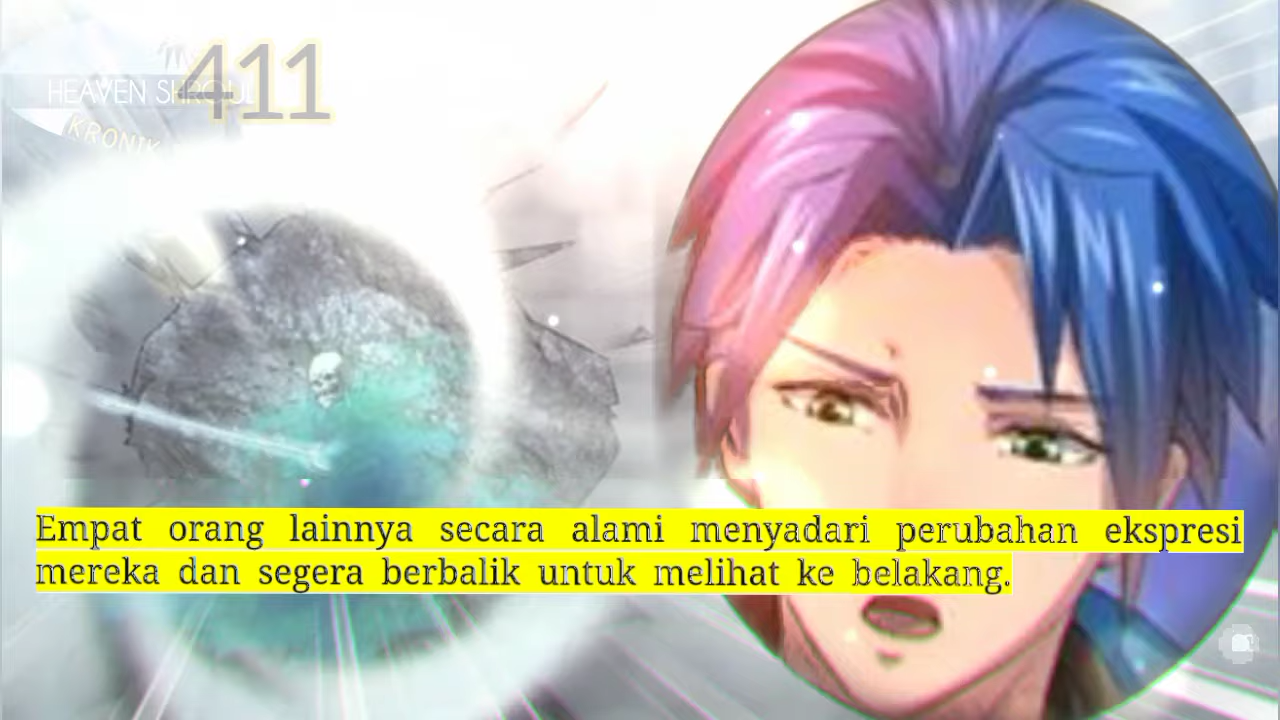 411
HEAVEN
KRONIK
Empat orang lainnya secara alami menyadari perubahan ekspresi
mereka dan segera berbalik untuk melihat ke belakang.